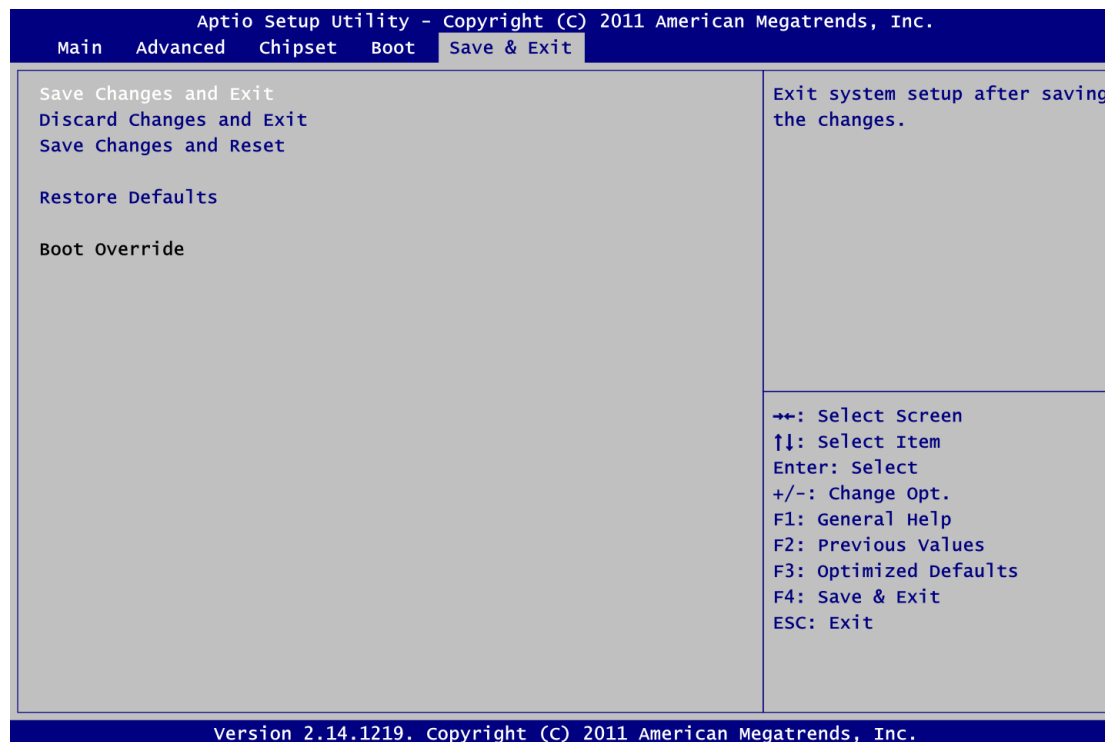 Aptio Setup Utility – Copyright (C) 2011 American Megatrends, Inc.
Main Advanced Chipset Boot Save & Exit
Save Changes and Exit
Discard Changes and Exit
Save Changes and Reset
Restore Defaults
Boot Override
Exit system setup after saving
the changes.
→←: Select Screen
↑↓: Select Item
Enter: Select
+/-: Change Opt.
F1: General Help
F2: Previous Values
F3: Optimized Defaults
F4: Save & Exit
ESC: Exit
Version 2.14.1219. Copyright (C) 2011 American Megatrends, Inc.